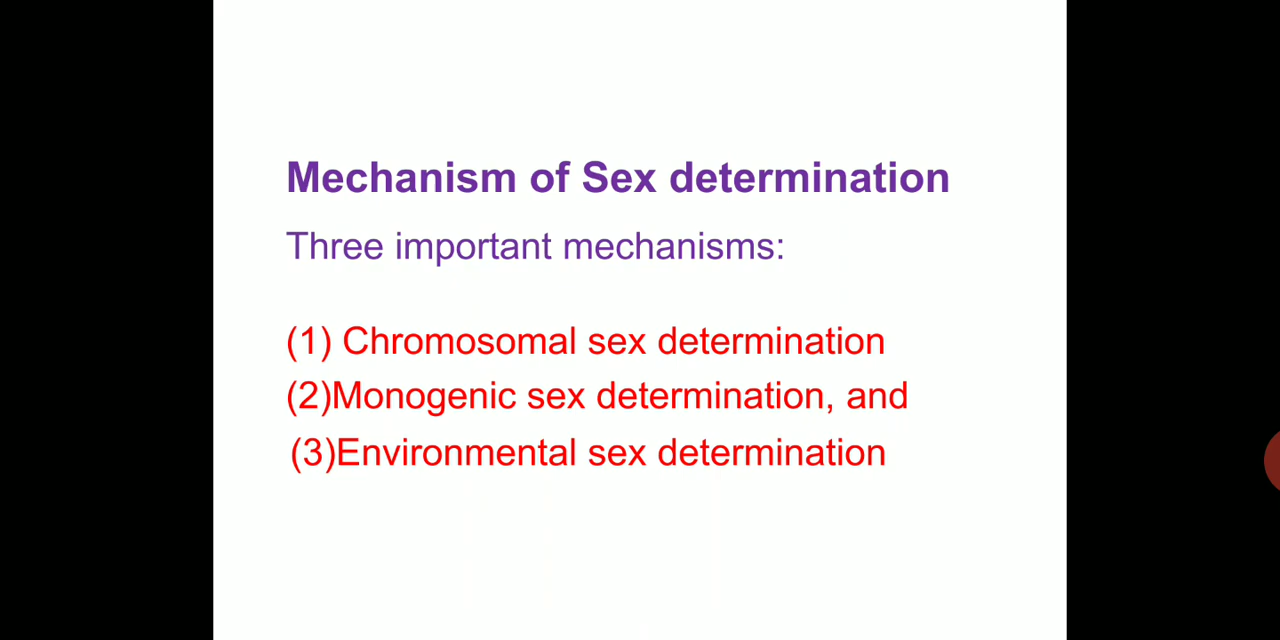 Mechanism of Sex determination
Three important mechanisms:
(1) Chromosomal sex determination
(2)Monogenic sex determination, and
(3)Environmental sex determination